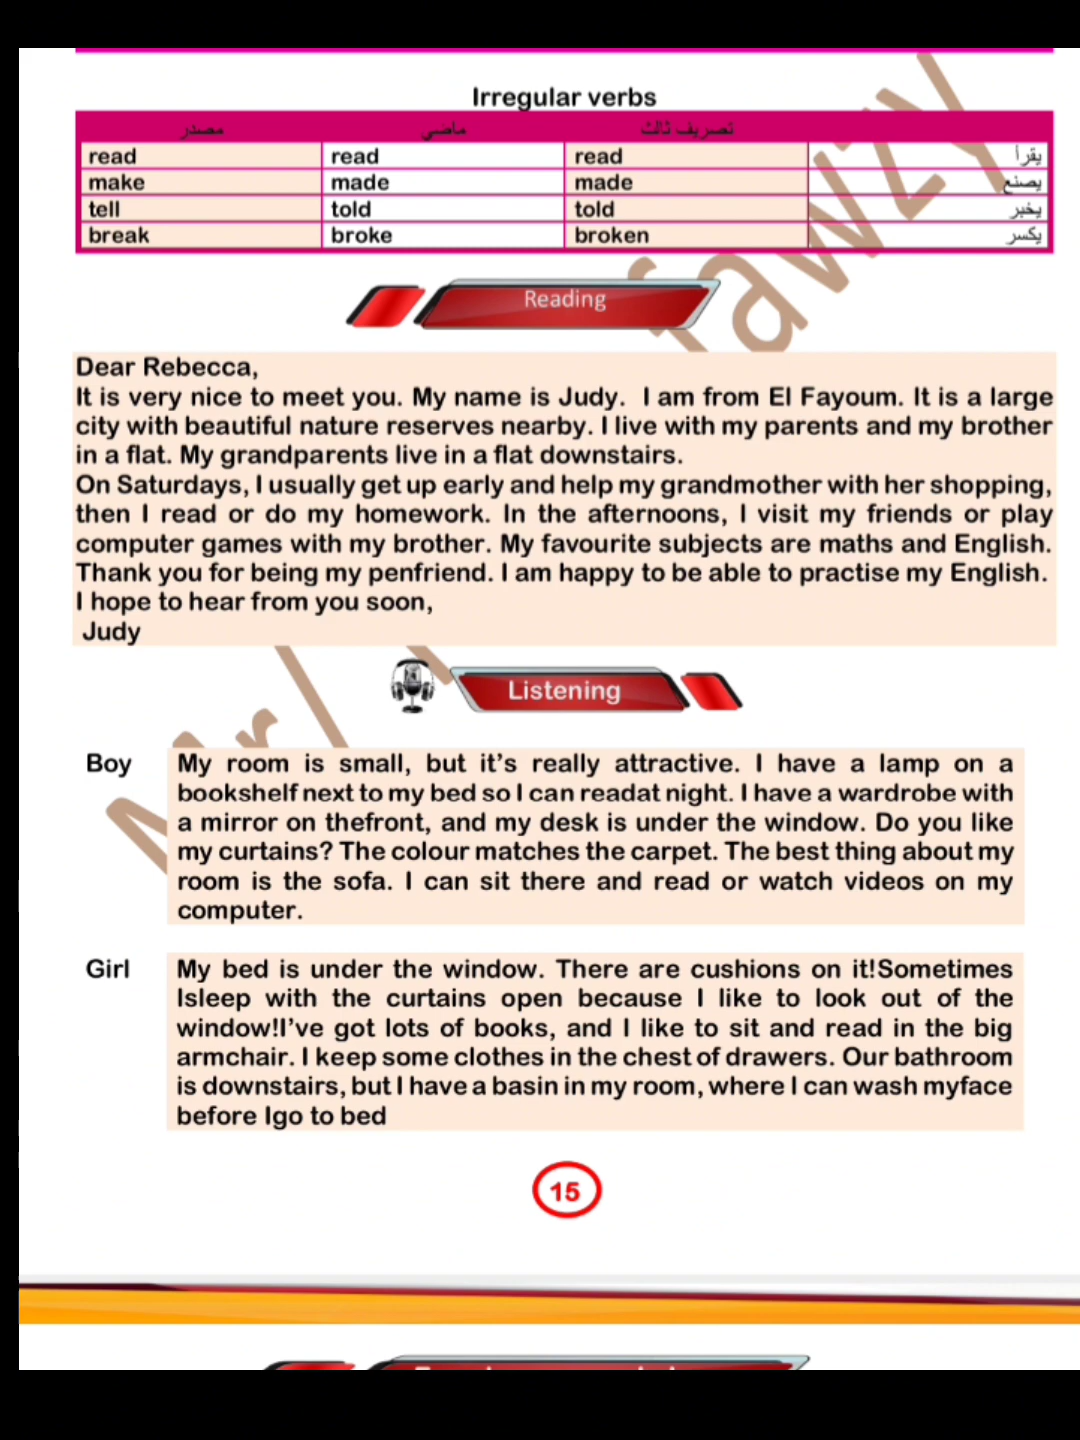 Irregular verbs
مصدر ماضي تصريف ثالث
read read read يقرأ
make made made يصنع
tell told told يخبر
break broke broken يكسر
Reading
Dear Rebecca,
It is very nice to meet you. My name is Judy. I am from El Fayoum. It is a large
city with beautiful nature reserves nearby. I live with my parents and my brother
in a flat. My grandparents live in a flat downstairs.
On Saturdays, I usually get up early and help my grandmother with her shopping,
then I read or do my homework. In the afternoons, I visit my friends or play
computer games with my brother. My favourite subjects are maths and English.
Thank you for being my penfriend. I am happy to be able to practise my English.
I hope to hear from you soon,
Judy
Listening
Boy My room is small, but it's really attractive. I have a lamp on a
bookshelf next to my bed so I can readat night. I have a wardrobe with
a mirror on thefront, and my desk is under the window. Do you like
my curtains? The colour matches the carpet. The best thing about my
room is the sofa. I can sit there and read or watch videos on my
computer.
Girl My bed is under the window. There are cushions on it!Sometimes
Isleep with the curtains open because I like to look out of the
window!I've got lots of books, and I like to sit and read in the big
armchair. I keep some clothes in the chest of drawers. Our bathroom
is downstairs, but I have a basin in my room, where I can wash myface
before Igo to bed
15